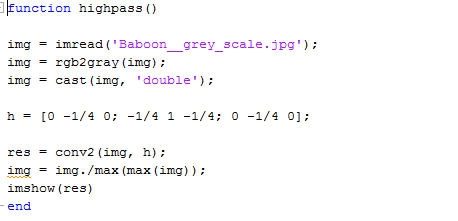 function highpass()
img = imread('Baboon__grey_scale.jpg');
img = rgb2gray(img);
img = cast(img, 'double');
h = [0 -1/4 0; -1/4 1 -1/4; 0 -1/4 0];
res = conv2(img, h);
img = img./max(max(img));
imshow(res)
end